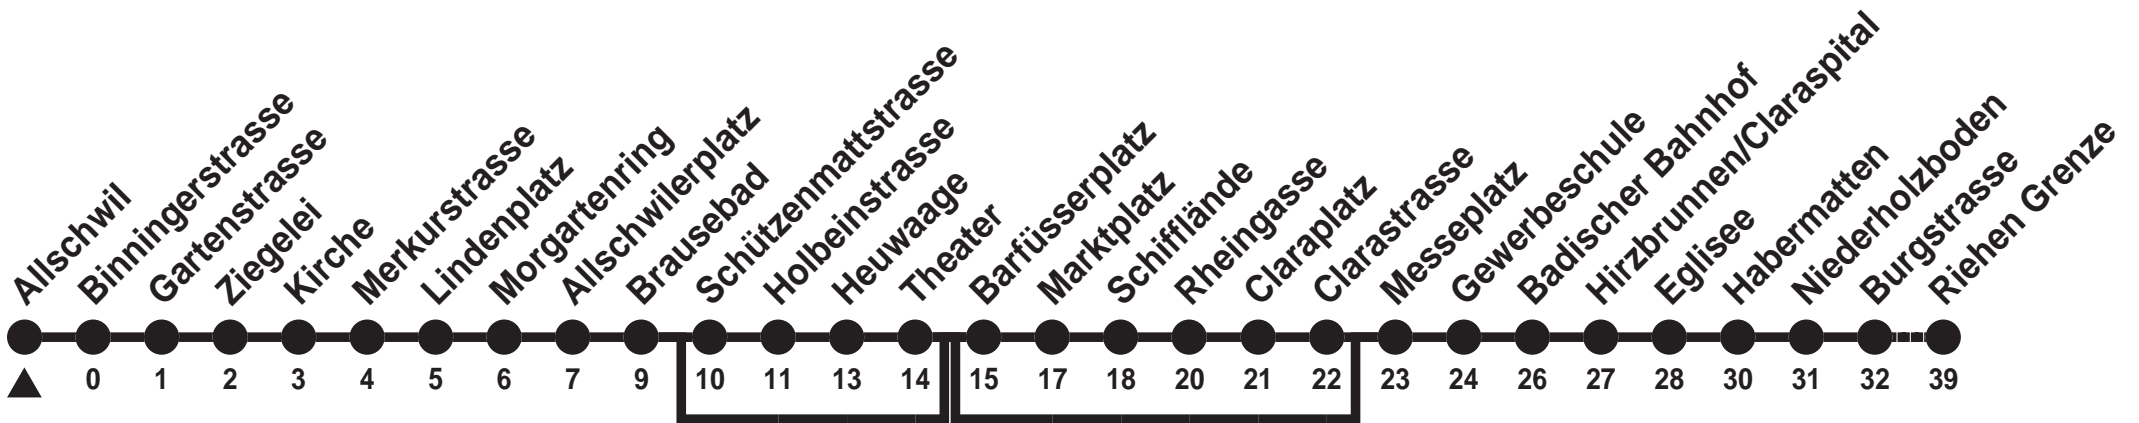 Allschwil
Binningerstrasse
Gartenstrasse
Ziegelei
Kirche
Merkurstrasse
Lindenplatz
Morgartenring
Allschwilerplatz
Brausebad
Schützenmattstrasse
Holbeinstrasse
Heuwaage
Theater
Barfüsserplatz
Marktplatz
Schifflände
Rheingasse
Claraplatz
Clarastrasse
Messeplatz
Gewerbeschule
Badischer Bahnhof
Hirzbrunnen/Claraspital
Eglisee
Habermatten
Niederholzboden
Burgstrasse
Riehen Grenze
0 1 2 3 4 5 6 7 9 10 11 13 14 15 17 18 20 21 22 23 24 26 27 28 30 31 32 39